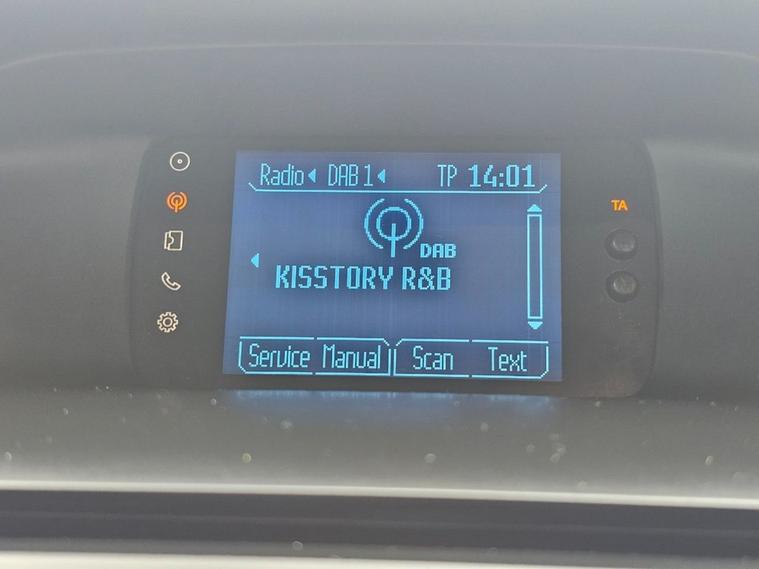 Radio DAB 1 TP 14:01
TA
DAB
KISSTORY R&B
Service Manual Scan Text